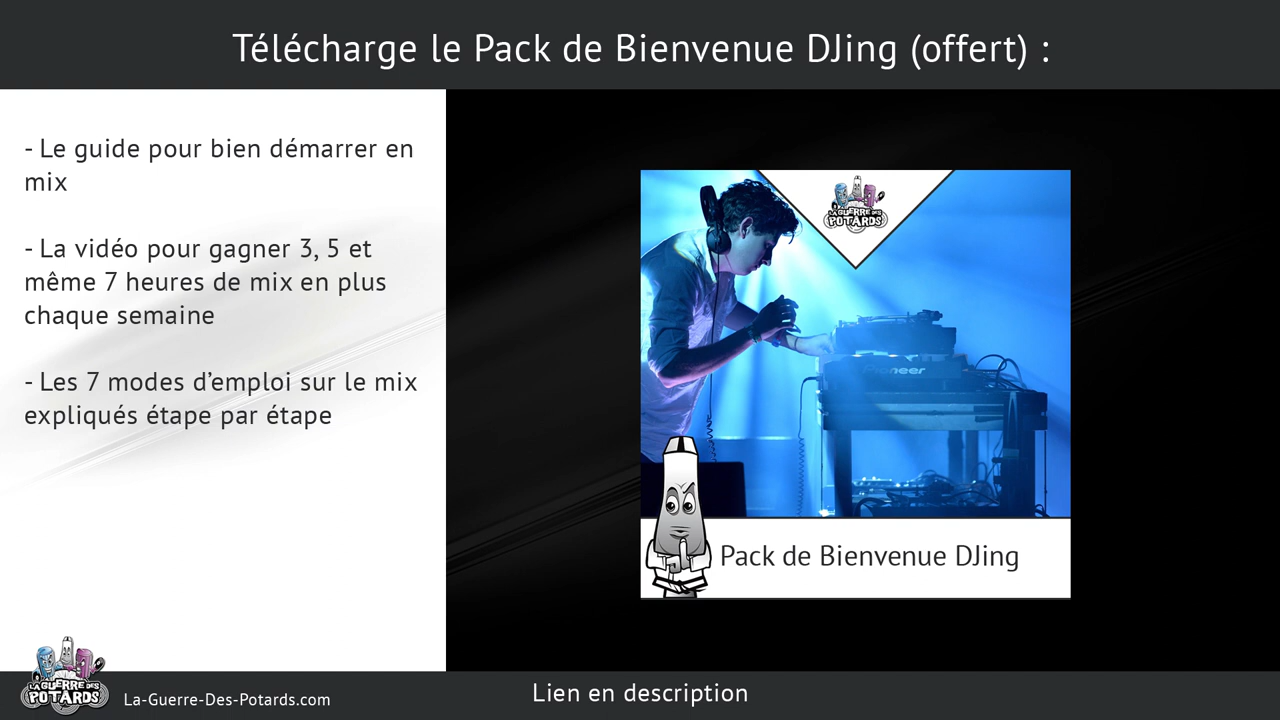 Télécharge le Pack de Bienvenue DJing (offert) :
- Le guide pour bien démarrer en
mix
- La vidéo pour gagner 3, 5 et
même 7 heures de mix en plus
chaque semaine
- Les 7 modes d’emploi sur le mix
expliqués étape par étape
LA GUERRE DES
POTARDS
Pioneer
Pack de Bienvenue DJing
LA GUERRE DES
POTARDS
La-Guerre-Des-Potards.com
Lien en description